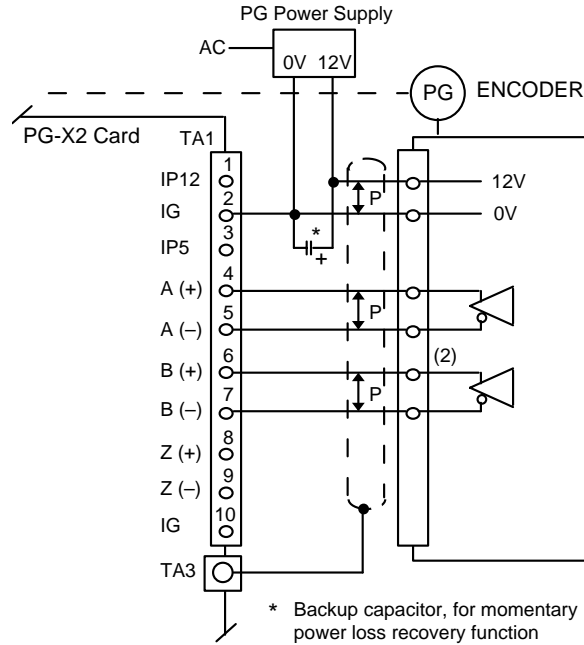 PG Power Supply
AC
0V 12V
PG ENCODER
PG-X2 Card
TA1
IP12 1
12V
IG 2
0V
P
*
+
IP5 3
A (+) 4
P
A (–) 5
B (+) 6
(2)
P
B (–) 7
Z (+) 8
Z (–) 9
IG 10
TA3
* Backup capacitor, for momentary
power loss recovery function